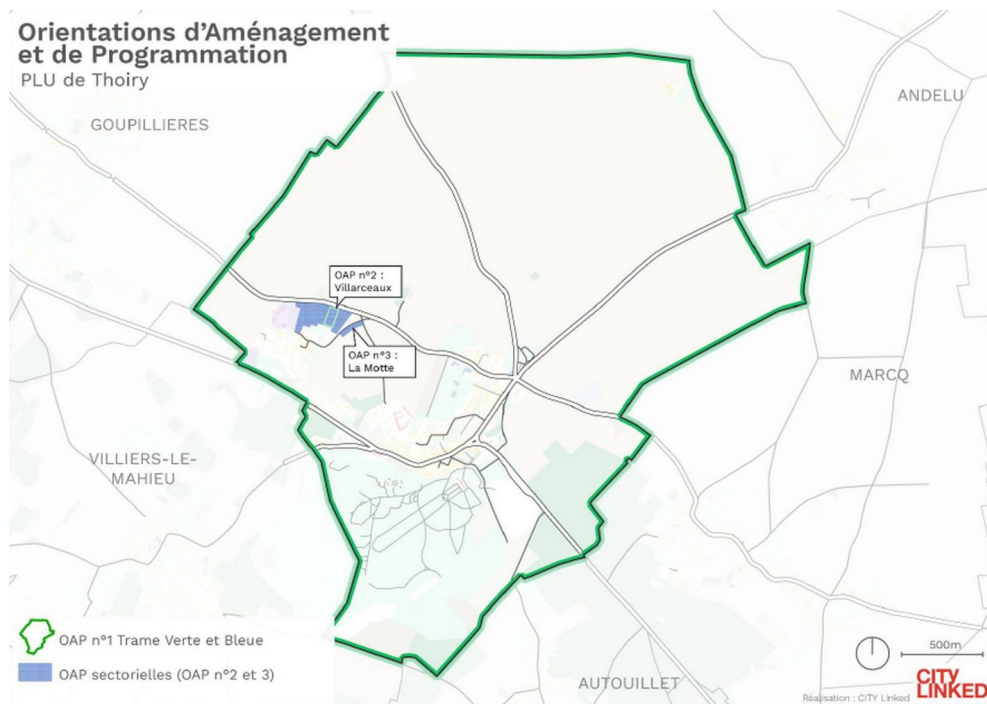 Orientations d’Aménagement
et de Programmation
PLU de Thoiry
GOUPILLIERES
ANDELU
OAP n°2 :
Villarceaux
OAP n°3 :
La Motte
MARCQ
VILLIERS-LE-
MAHIEU
OAP n°1 Trame Verte et Bleue
OAP sectorielles (OAP n°2 et 3)
AUTOUILLET
500m
Réalisation : CITY Linked
CITY
LINKED